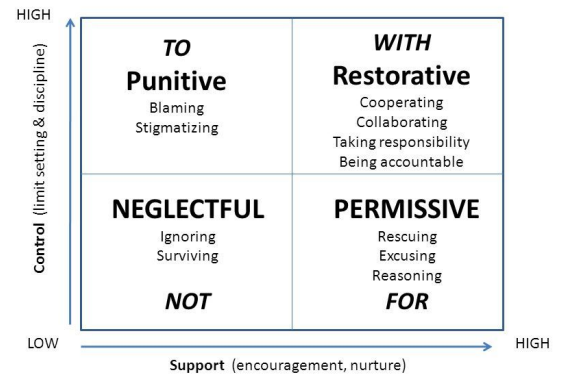 HIGH
TO
Punitive
Blaming
Stigmatizing
WITH
Restorative
Cooperating
Collaborating
Taking responsibility
Being accountable
Control (limit setting & discipline)
NEGLECTFUL
Ignoring
Surviving
NOT
PERMISSIVE
Rescuing
Excusing
Reasoning
FOR
LOW
HIGH
Support (encouragement, nurture)